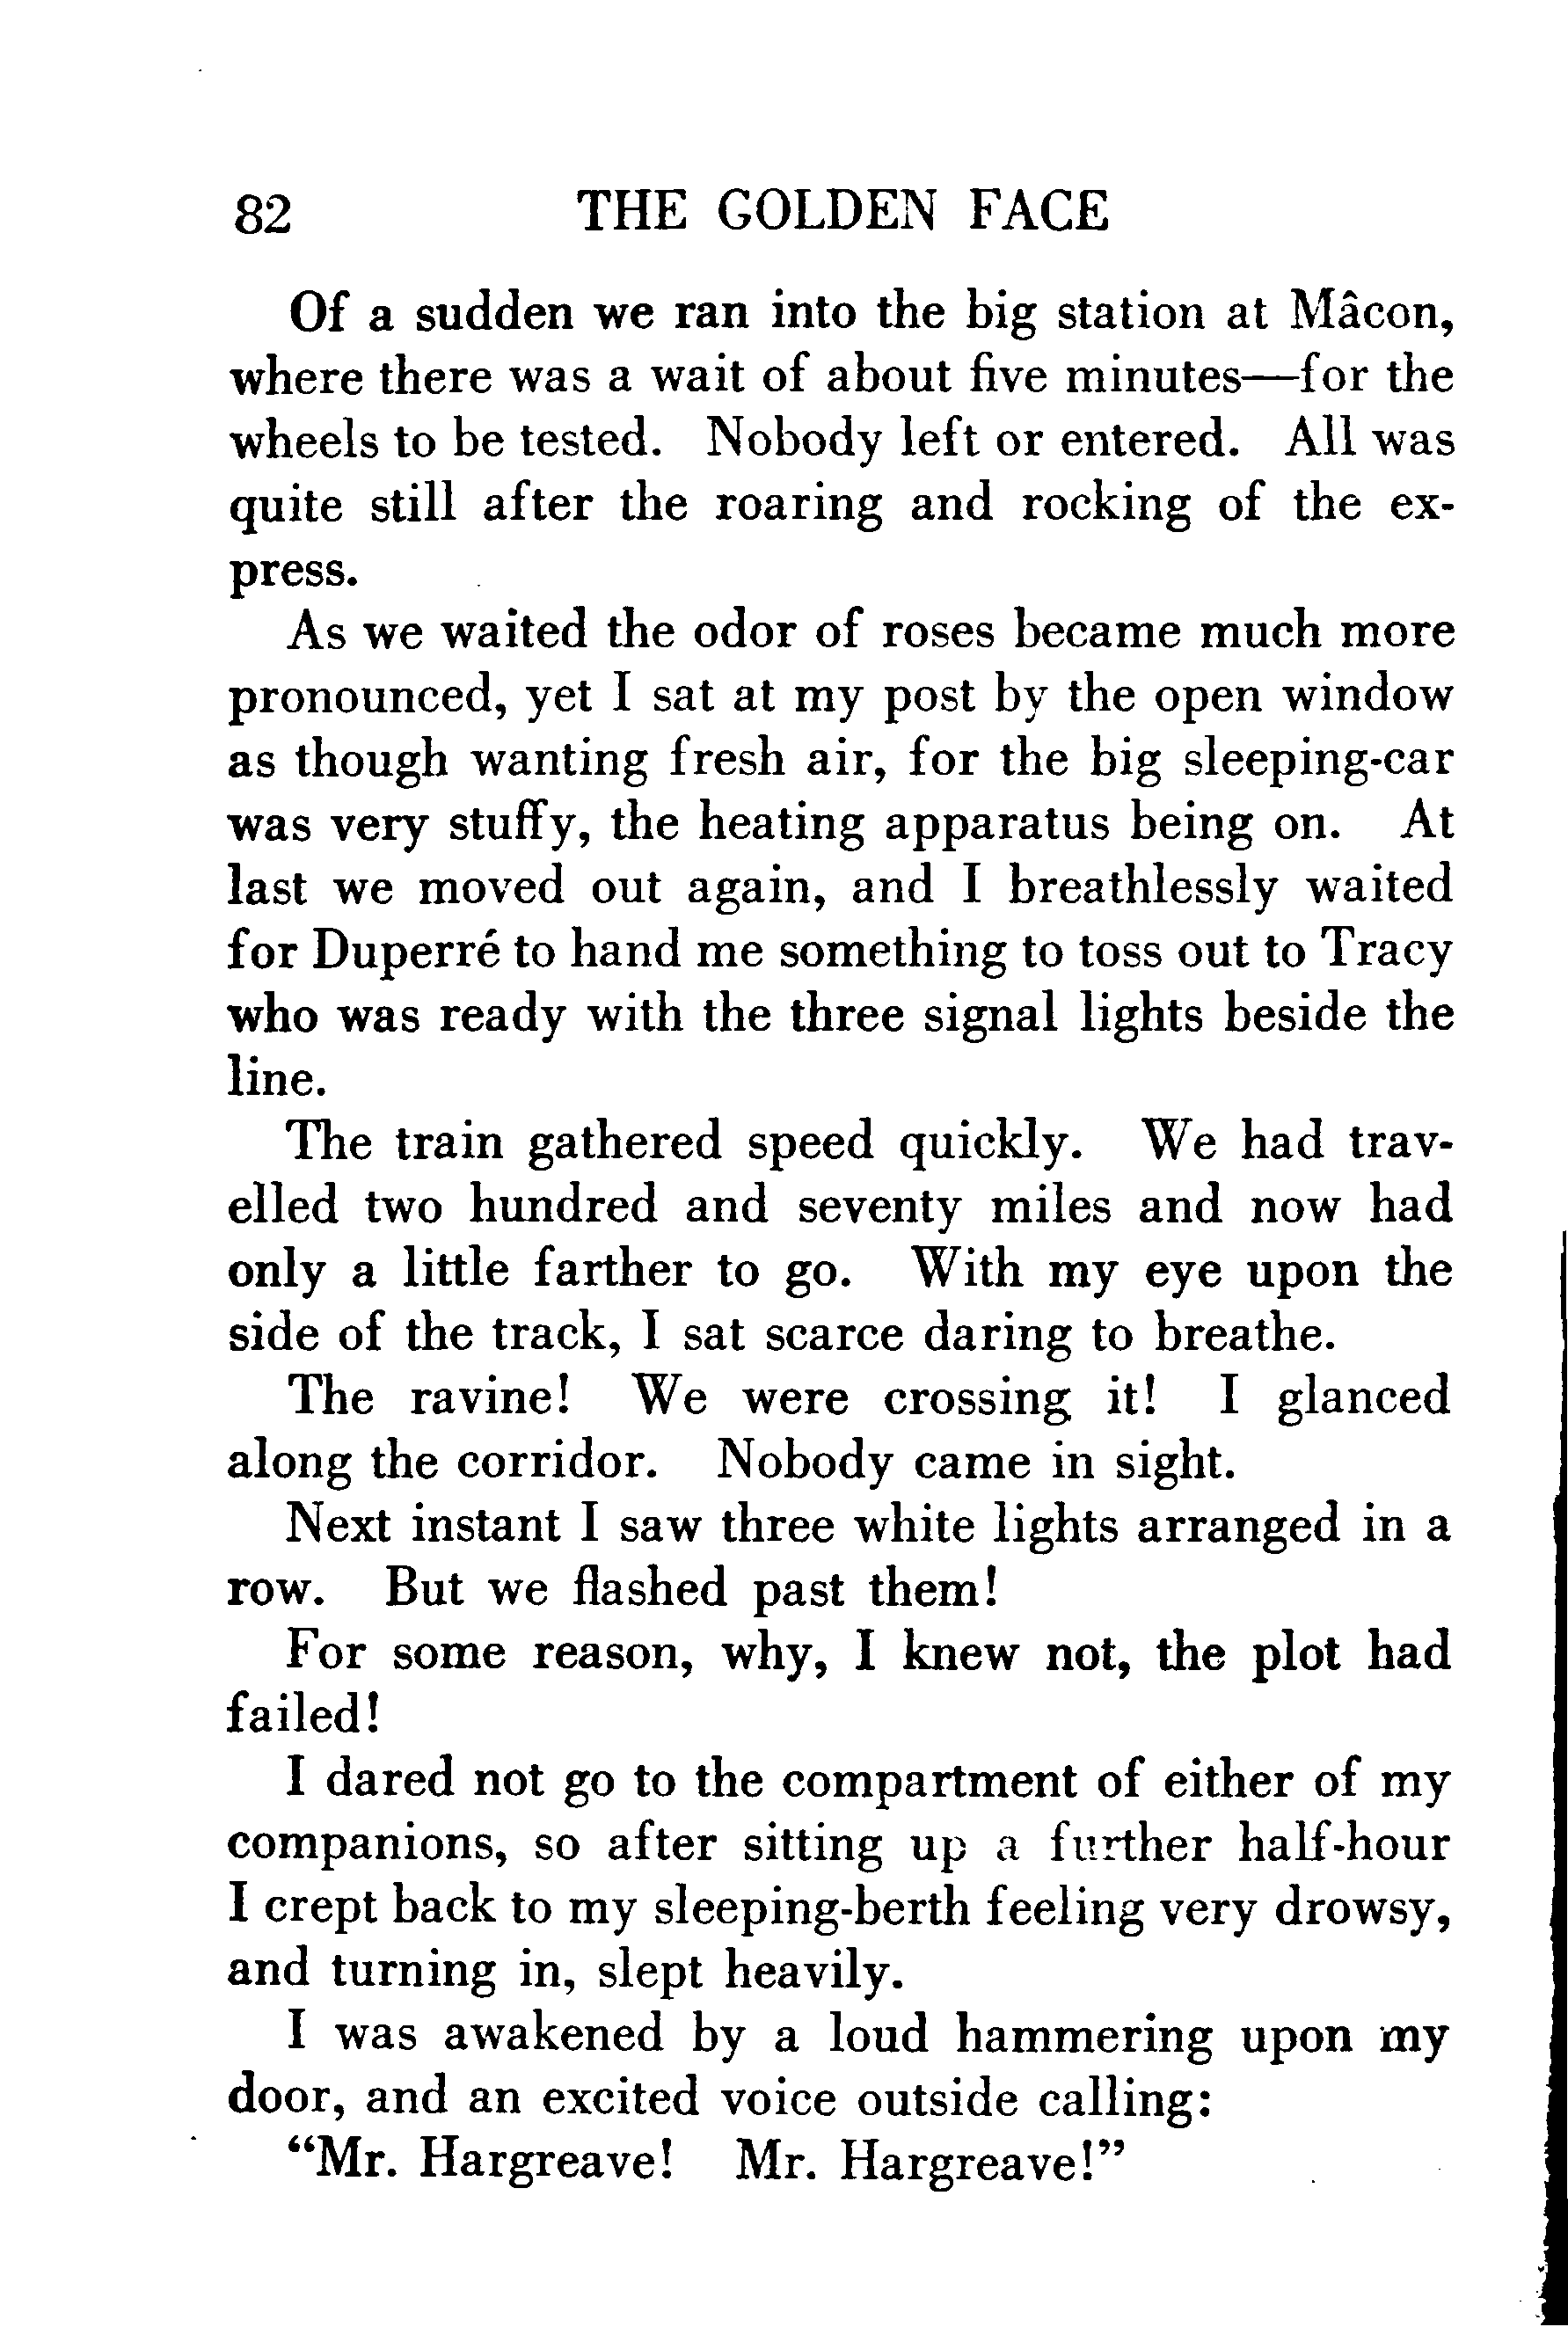 82 THE GOLDEN FACE
Of a sudden we ran into the big station at Mâcon,
where there was a wait of about five minutes—for the
wheels to be tested. Nobody left or entered. All was
quite still after the roaring and rocking of the ex-
press.
As we waited the odor of roses became much more
pronounced, yet I sat at my post by the open window
as though wanting fresh air, for the big sleeping-car
was very stuffy, the heating apparatus being on. At
last we moved out again, and I breathlessly waited
for Duperré to hand me something to toss out to Tracy
who was ready with the three signal lights beside the
line.
The train gathered speed quickly. We had trav-
elled two hundred and seventy miles and now had
only a little farther to go. With my eye upon the
side of the track, I sat scarce daring to breathe.
The ravine! We were crossing it! I glanced
along the corridor. Nobody came in sight.
Next instant I saw three white lights arranged in a
row. But we flashed past them!
For some reason, why, I knew not, the plot had
failed!
I dared not go to the compartment of either of my
companions, so after sitting up a further half-hour
I crept back to my sleeping-berth feeling very drowsy,
and turning in, slept heavily.
I was awakened by a loud hammering upon my
door, and an excited voice outside calling:
“Mr. Hargreave! Mr. Hargreave!”